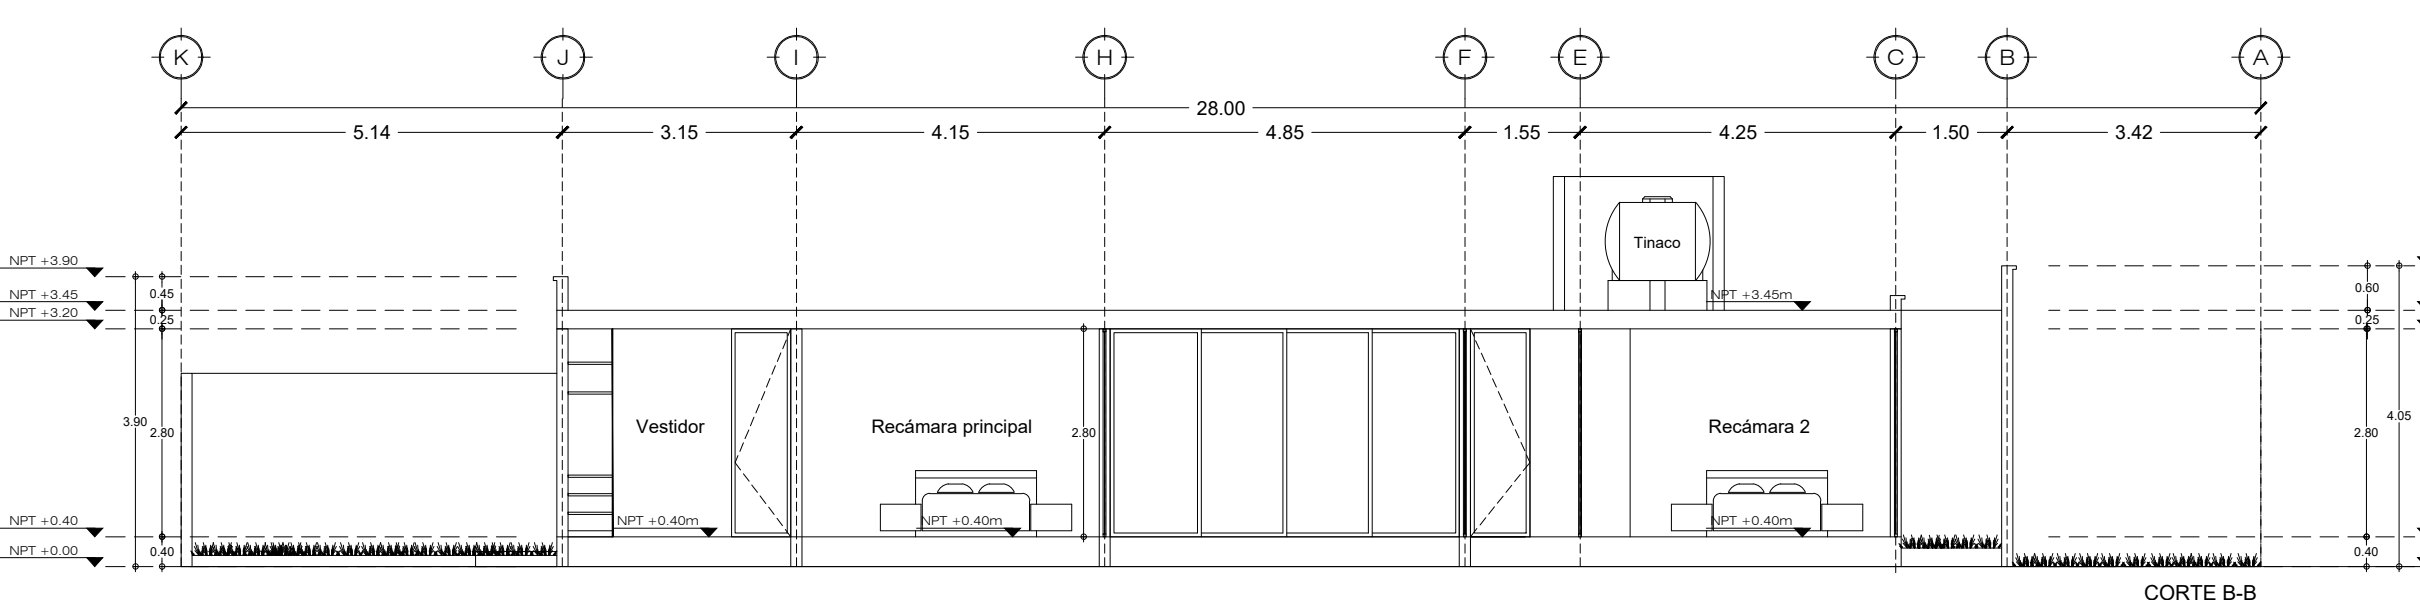 K J I H F E C B A
28.00
5.14 3.15 4.15 4.85 1.55 4.25 1.50 3.42
Tinaco
NPT +3.90
NPT +3.45
NPT +3.20
0.45
0.25
NPT +3.45m
0.60
0.25
3.90
2.80
Vestidor
Recámara principal
2.80
Recámara 2
2.80
4.05
NPT +0.40
NPT +0.00
0.40
NPT +0.40m
NPT +0.40m
NPT +0.40m
0.40
CORTE B-B